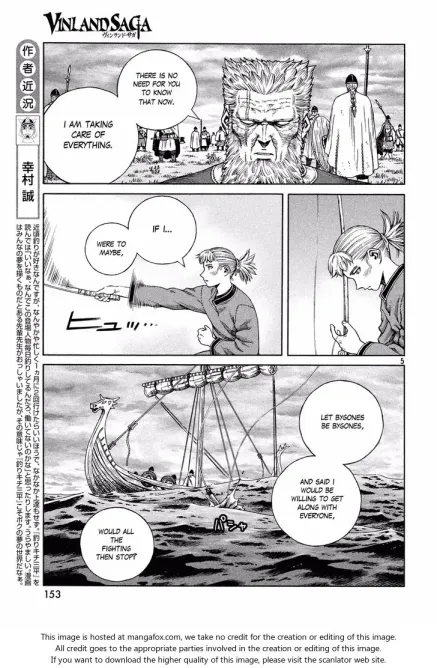 VINLAND SAGA
ヴィンランド・サガ
作者近況
幸村誠
THERE IS NO
NEED FOR YOU
TO KNOW
THAT NOW.
I AM TAKING
CARE OF
EVERYTHING.
IF I...
WERE TO
MAYBE,
ヒュッ…
5
LET BYGONES
BE BYGONES,
AND SAID I
WOULD BE
WILLING TO GET
ALONG WITH
EVERYONE,
WOULD ALL
THE
FIGHTING
THEN STOP?
パシャ
153
This image is hosted at mangafox.com, we take no credit for the creation or editing of this image.
All credit goes to the appropriate parties involved in the creation or editing of this image.
If you want to download the higher quality of this image, please visit the scanlator web site.